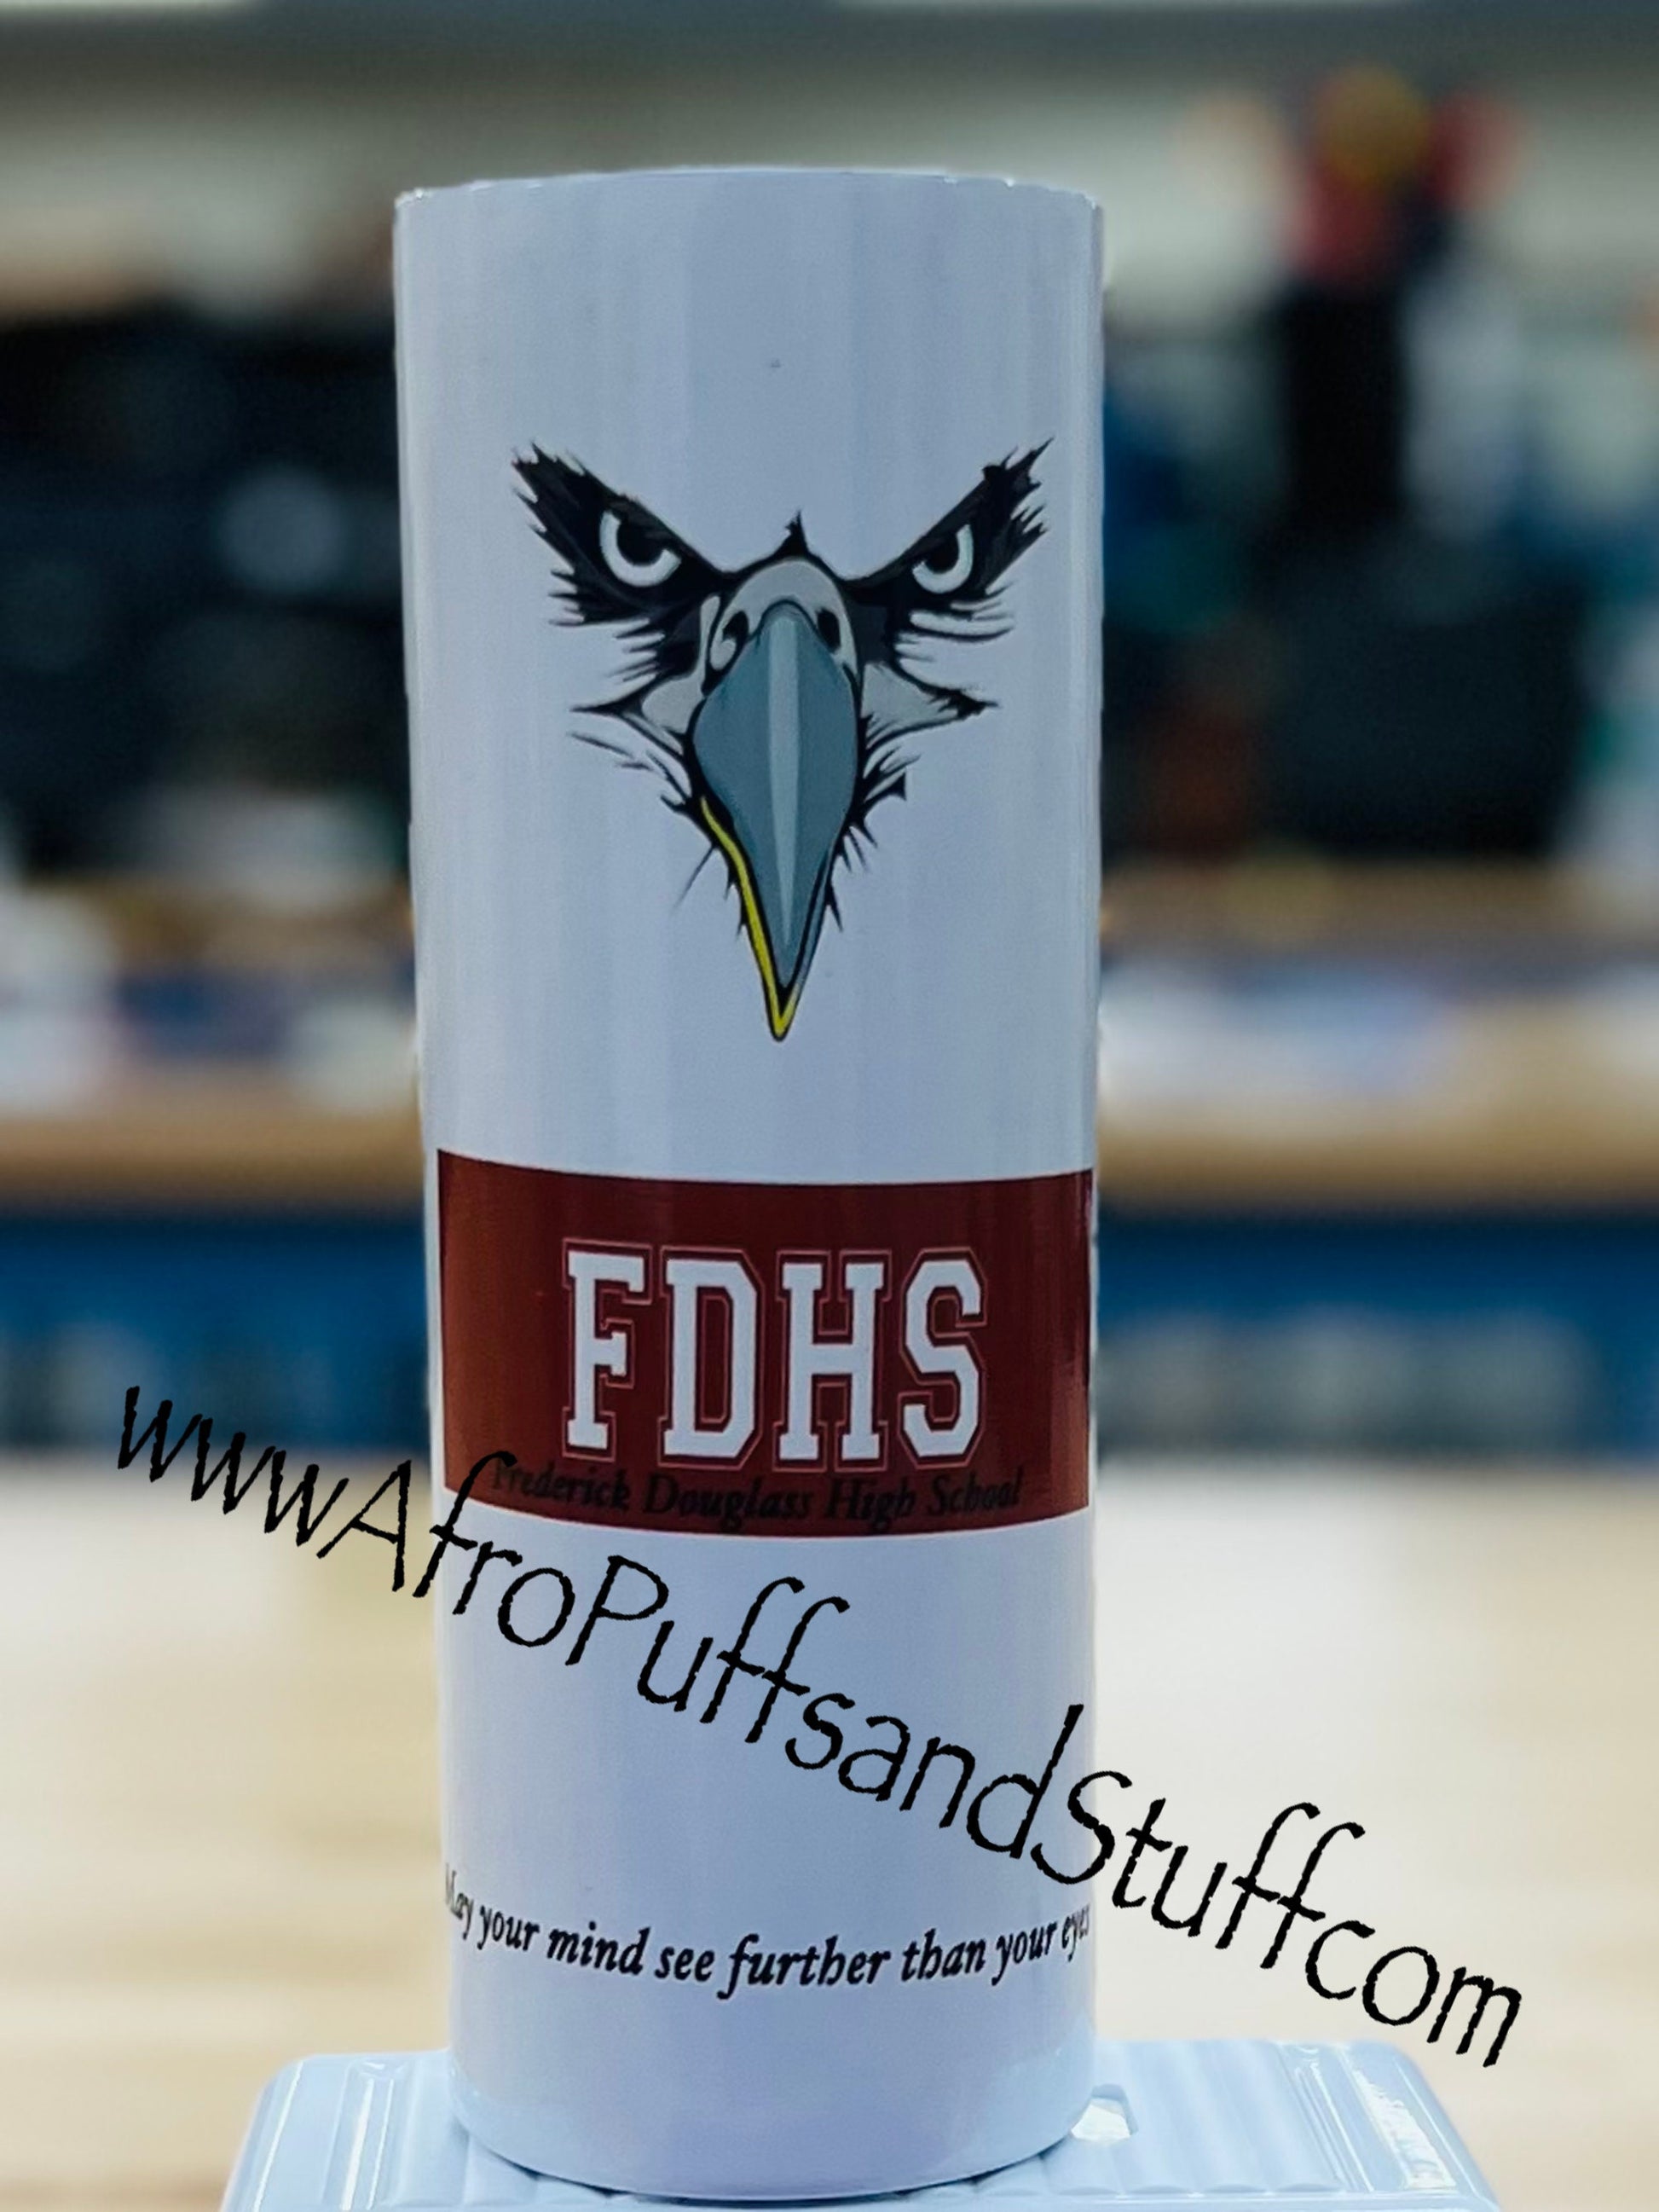 FDHS
Frederick Douglass High School
wwwAfroPuffsandStuffcom
May your mind see further than your eyes